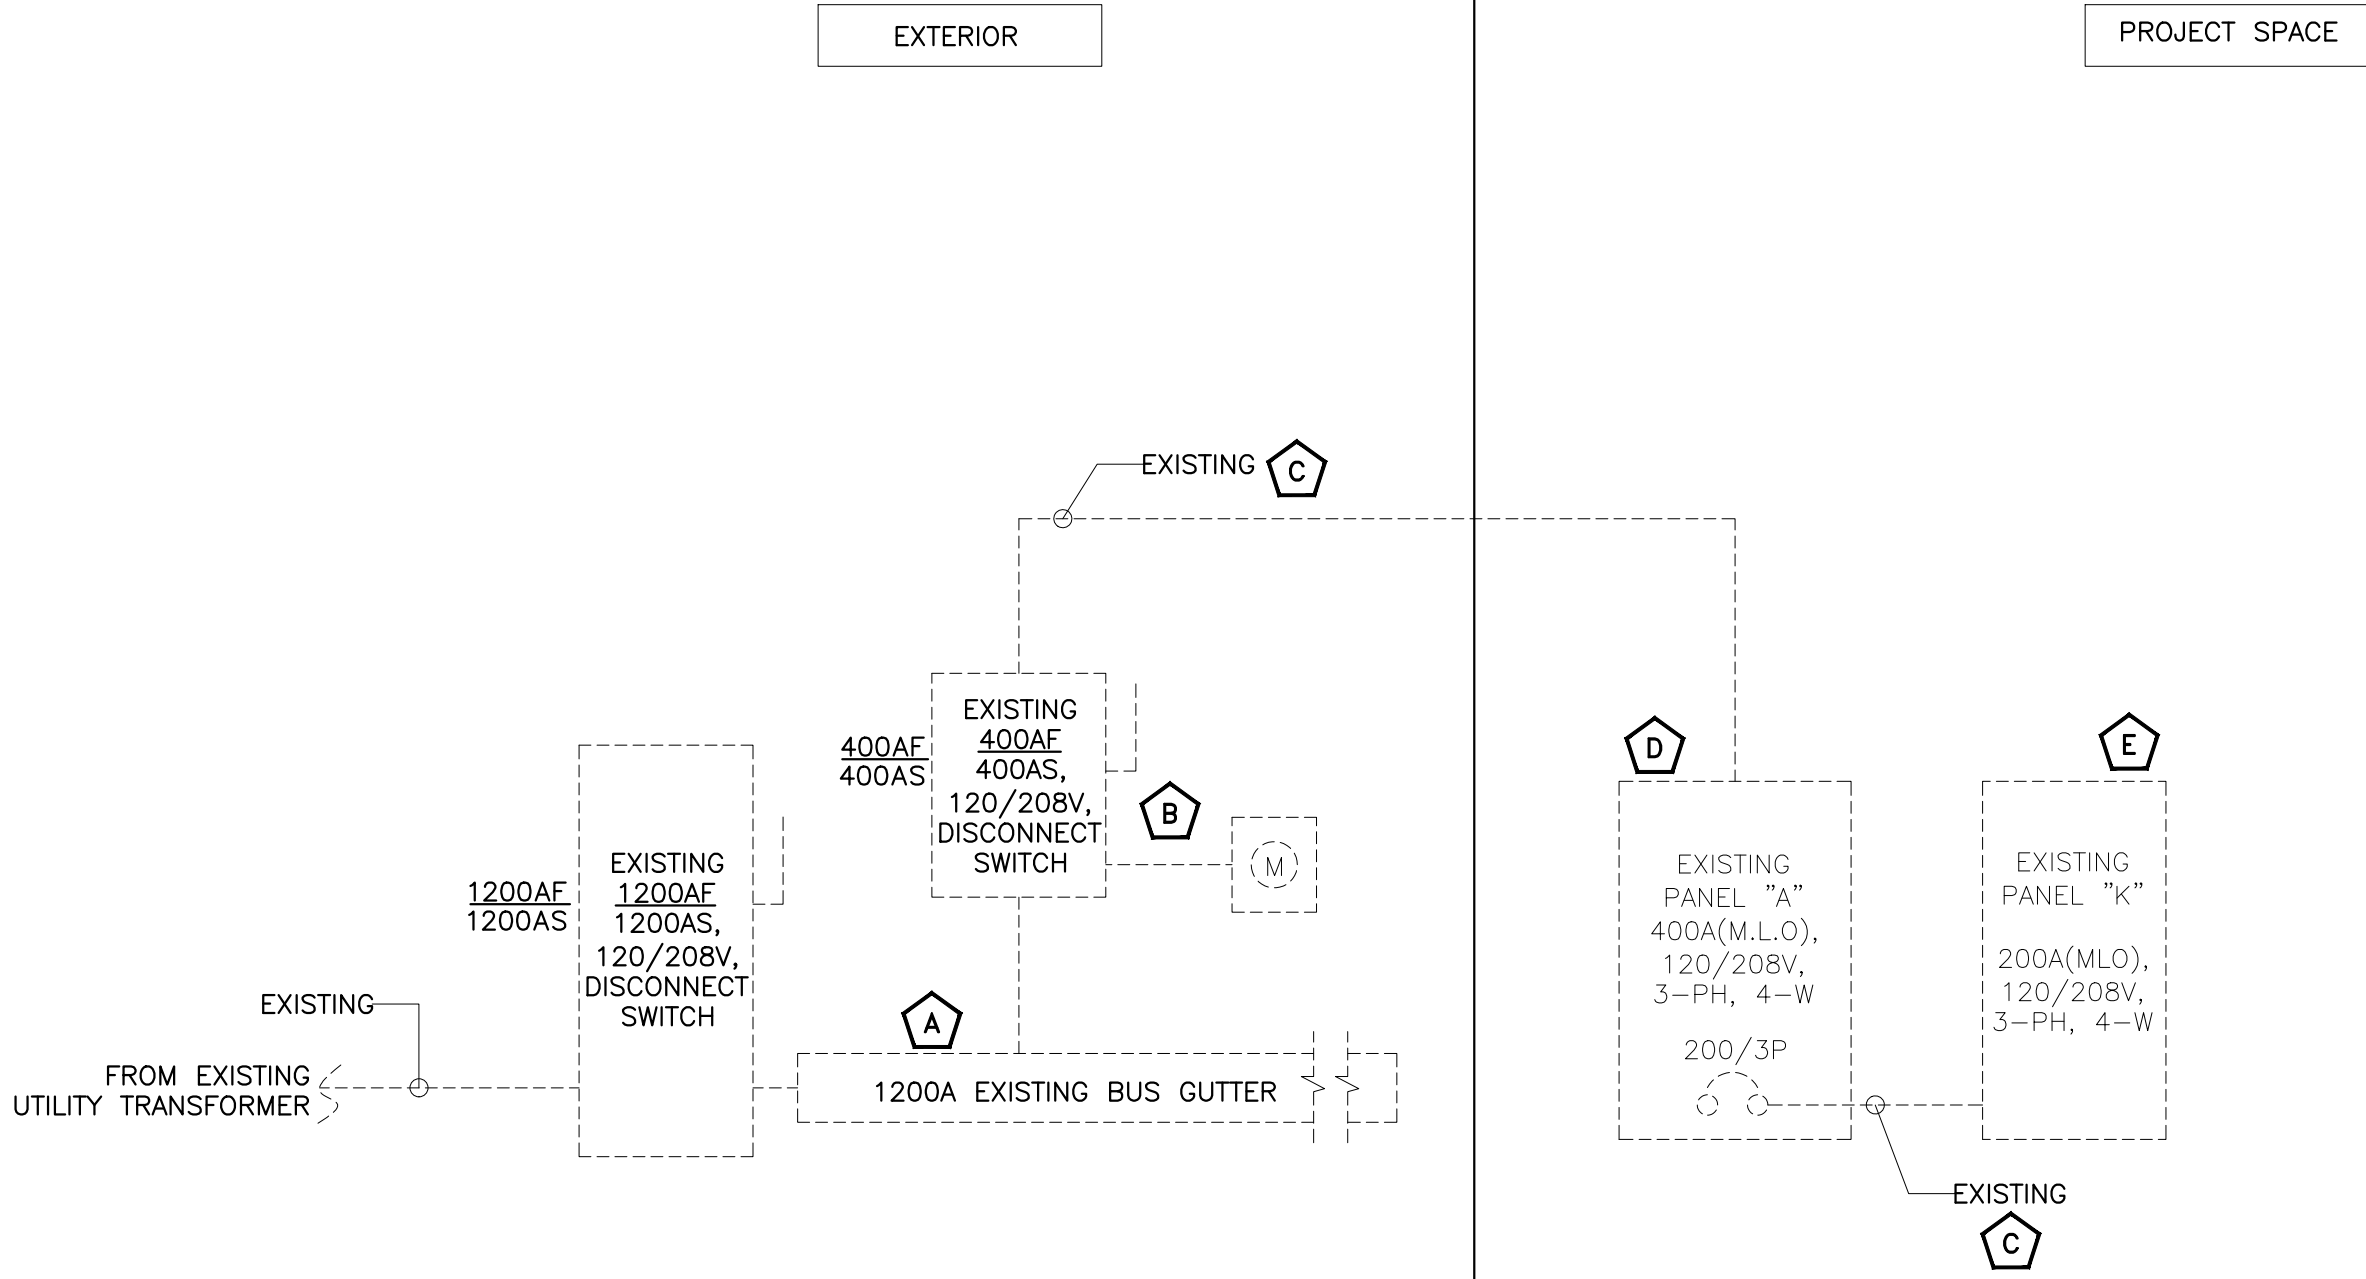 EXTERIOR
PROJECT SPACE
EXISTING
C
400AF
400AS
EXISTING
400AF
400AS,
120/208V,
DISCONNECT
SWITCH
B
M
1200AF
1200AS
EXISTING
1200AF
1200AS,
120/208V,
DISCONNECT
SWITCH
EXISTING
FROM EXISTING
UTILITY TRANSFORMER
A
1200A EXISTING BUS GUTTER
D
EXISTING
PANEL "A"
400A(M.L.O),
120/208V,
3-PH, 4-W
200/3P
E
EXISTING
PANEL "K"
200A(MLO),
120/208V,
3-PH, 4-W
EXISTING
C